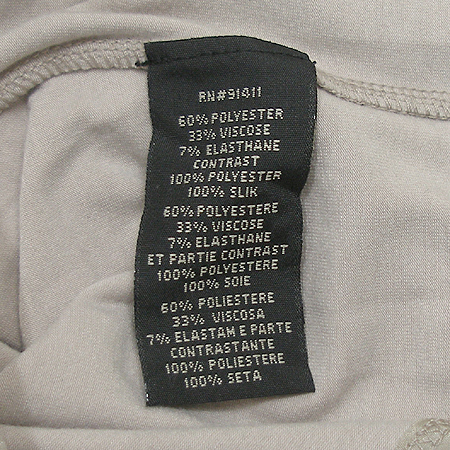 RN#91411
60% POLYESTER
33% VISCOSE
7% ELASTHANE
CONTRAST
100% POLYESTER
100% SLIK
60% POLYESTERE
33% VISCOSE
7% ELASTHANE
ET PARTIE CONTRAST
100% POLYESTERE
100% SOIE
60% POLIESTERE
33% VISCOSA
7% ELASTAM E PARTE
CONTRASTANTE
100% POLIESTERE
100% SETA